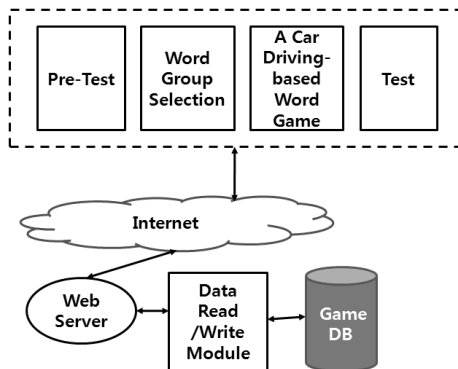 Pre-Test
Word
Group
Selection
A Car
Driving-
based
Word
Game
Test
Internet
Web
Server
Data
Read
/Write
Module
Game
DB